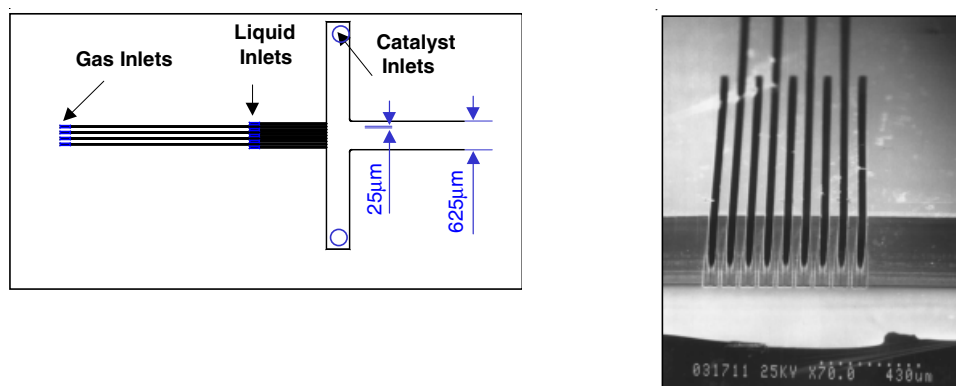 Gas Inlets
Liquid
Inlets
Catalyst
Inlets
25μm
625μm
031711 25KV X70.0 430um